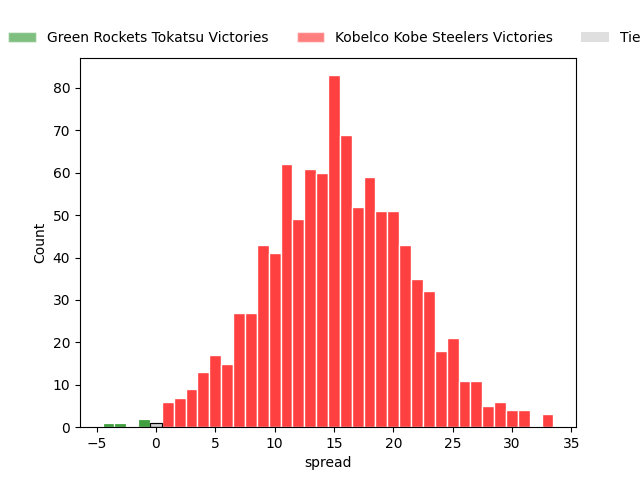 Green Rockets Tokatsu Victories Kobelco Kobe Steelers Victories Tie
80
70
60
50
40
30
20
10
0
Count
−5 0 5 10 15 20 25 30 35
spread